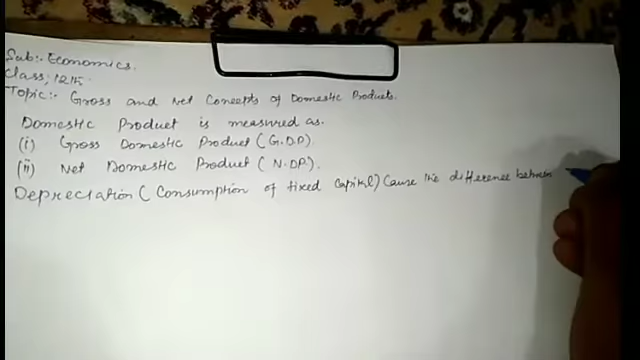 Sub:- Economics.
Class; 12th.
Topic:- Gross and Net Concepts of Domestic Products.
Domestic Product is measured as.
(i) Gross Domestic Product (G.D.P).
(ii) Net Domestic Product (N.D.P).
Depreciation (Consumption of fixed capital) Cause the difference between